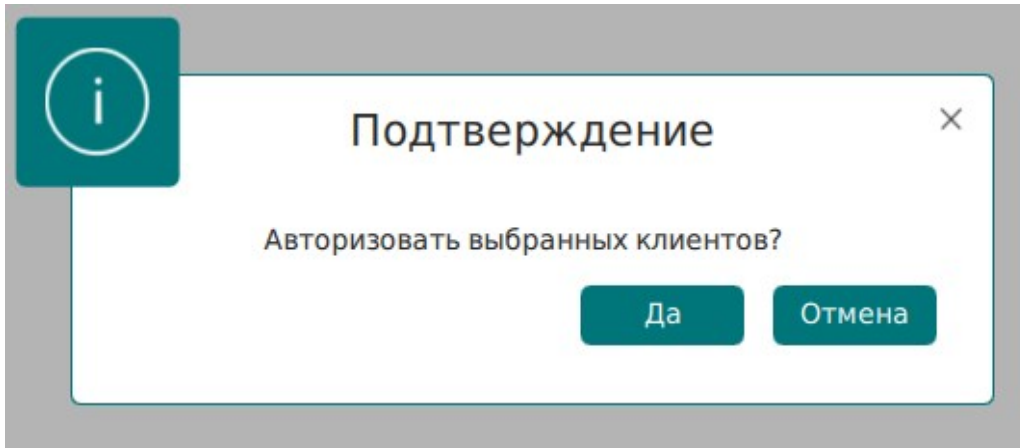 Подтверждение
Авторизовать выбранных клиентов?
Да
Отмена